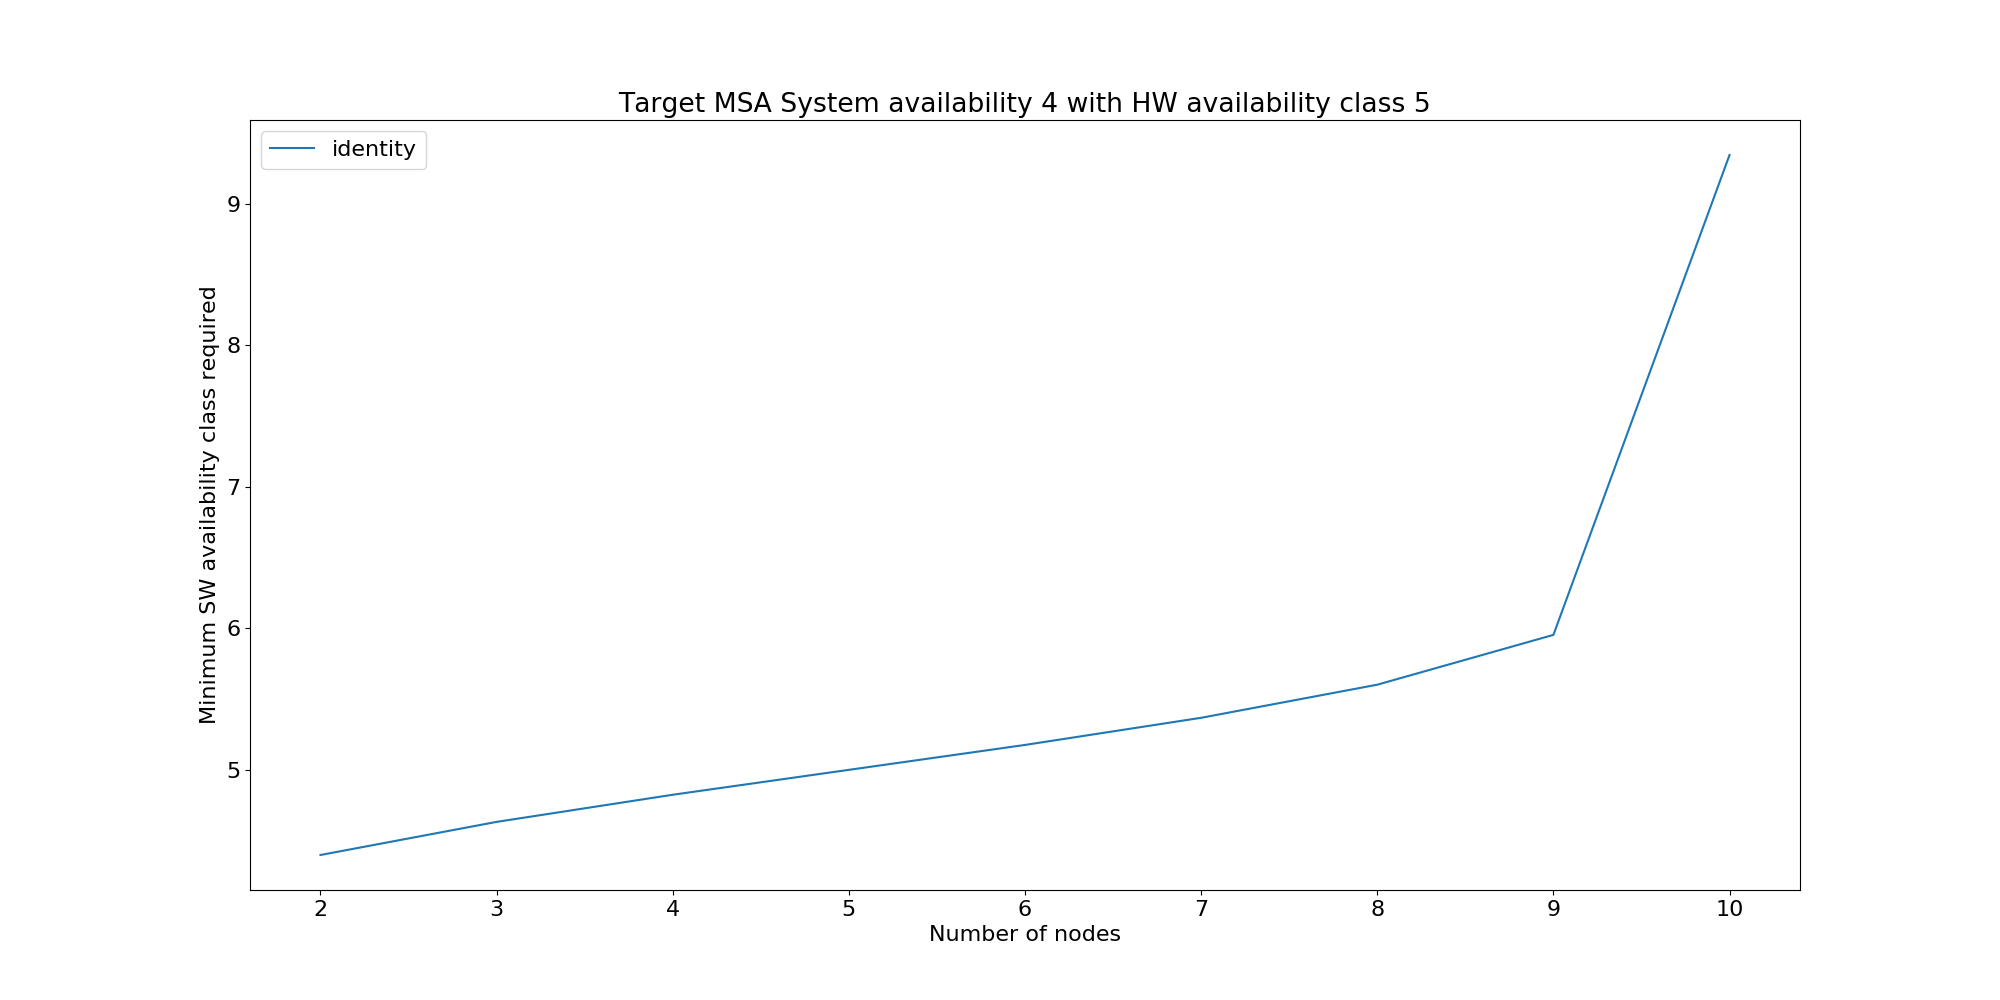 Target MSA System availability 4 with HW availability class 5
identity
9
8
7
6
5
Minimum SW availability class required
2 3 4 5 6 7 8 9 10
Number of nodes